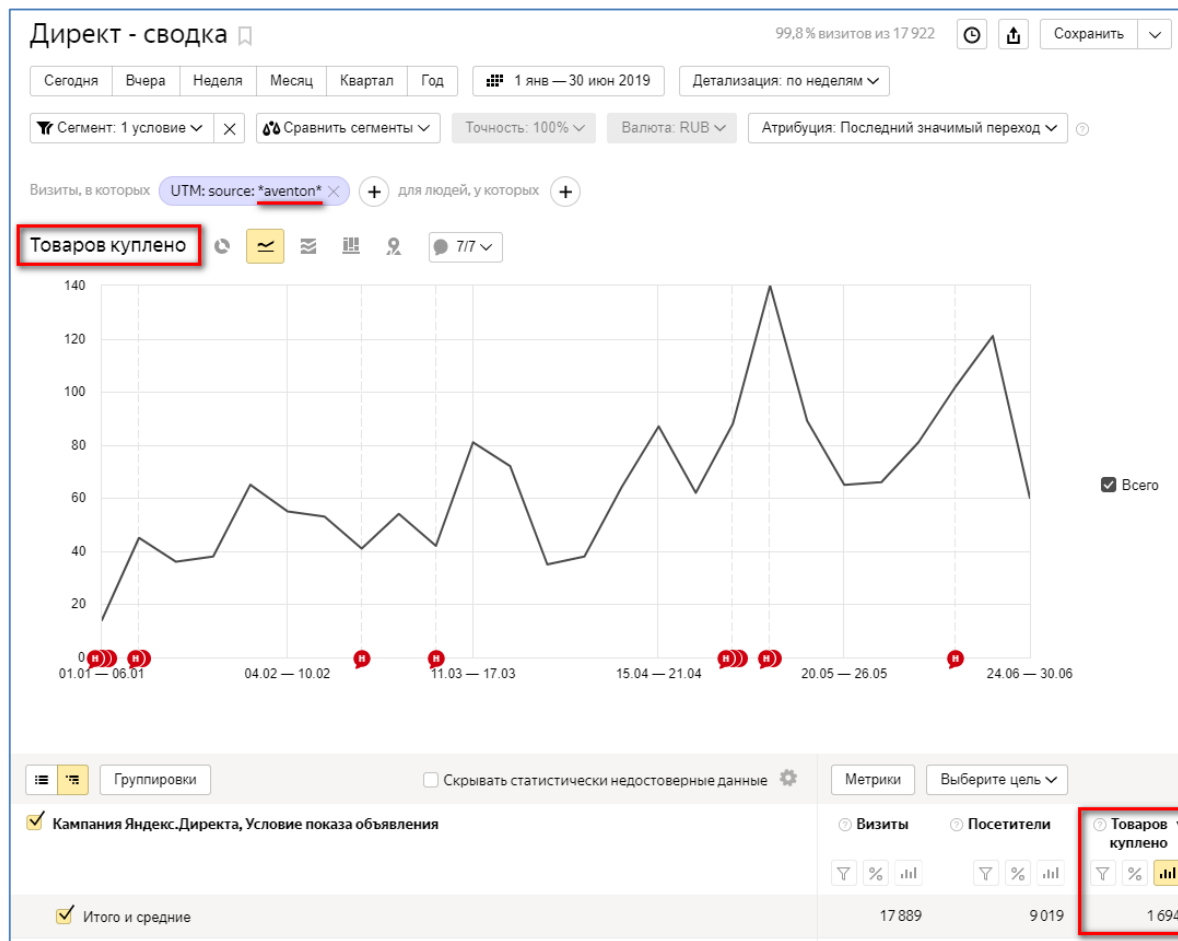 Директ - сводка
99,8 % визитов из 17 922
Сохранить
Сегодня Вчера Неделя Месяц Квартал Год
1 янв — 30 июн 2019
Детализация: по неделям
Сегмент: 1 условие
Сравнить сегменты
Точность: 100%
Валюта: RUB
Атрибуция: Последний значимый переход
Визиты, в которых UTM: source: *aventon* × + для людей, у которых +
Товаров куплено
7/7
140
120
100
80
60
40
20
0
Всего
Н Н Н Н Н Н Н
01.01 — 06.01 04.02 — 10.02 11.03 — 17.03 15.04 — 21.04 20.05 — 26.05 24.06 — 30.06
Группировки
Скрывать статистически недостоверные данные
Метрики
Выберите цель
Кампания Яндекс.Директа, Условие показа объявления
Визиты
Посетители
Товаров
куплено
% % %
Итого и средние 17 889 9 019 1 694